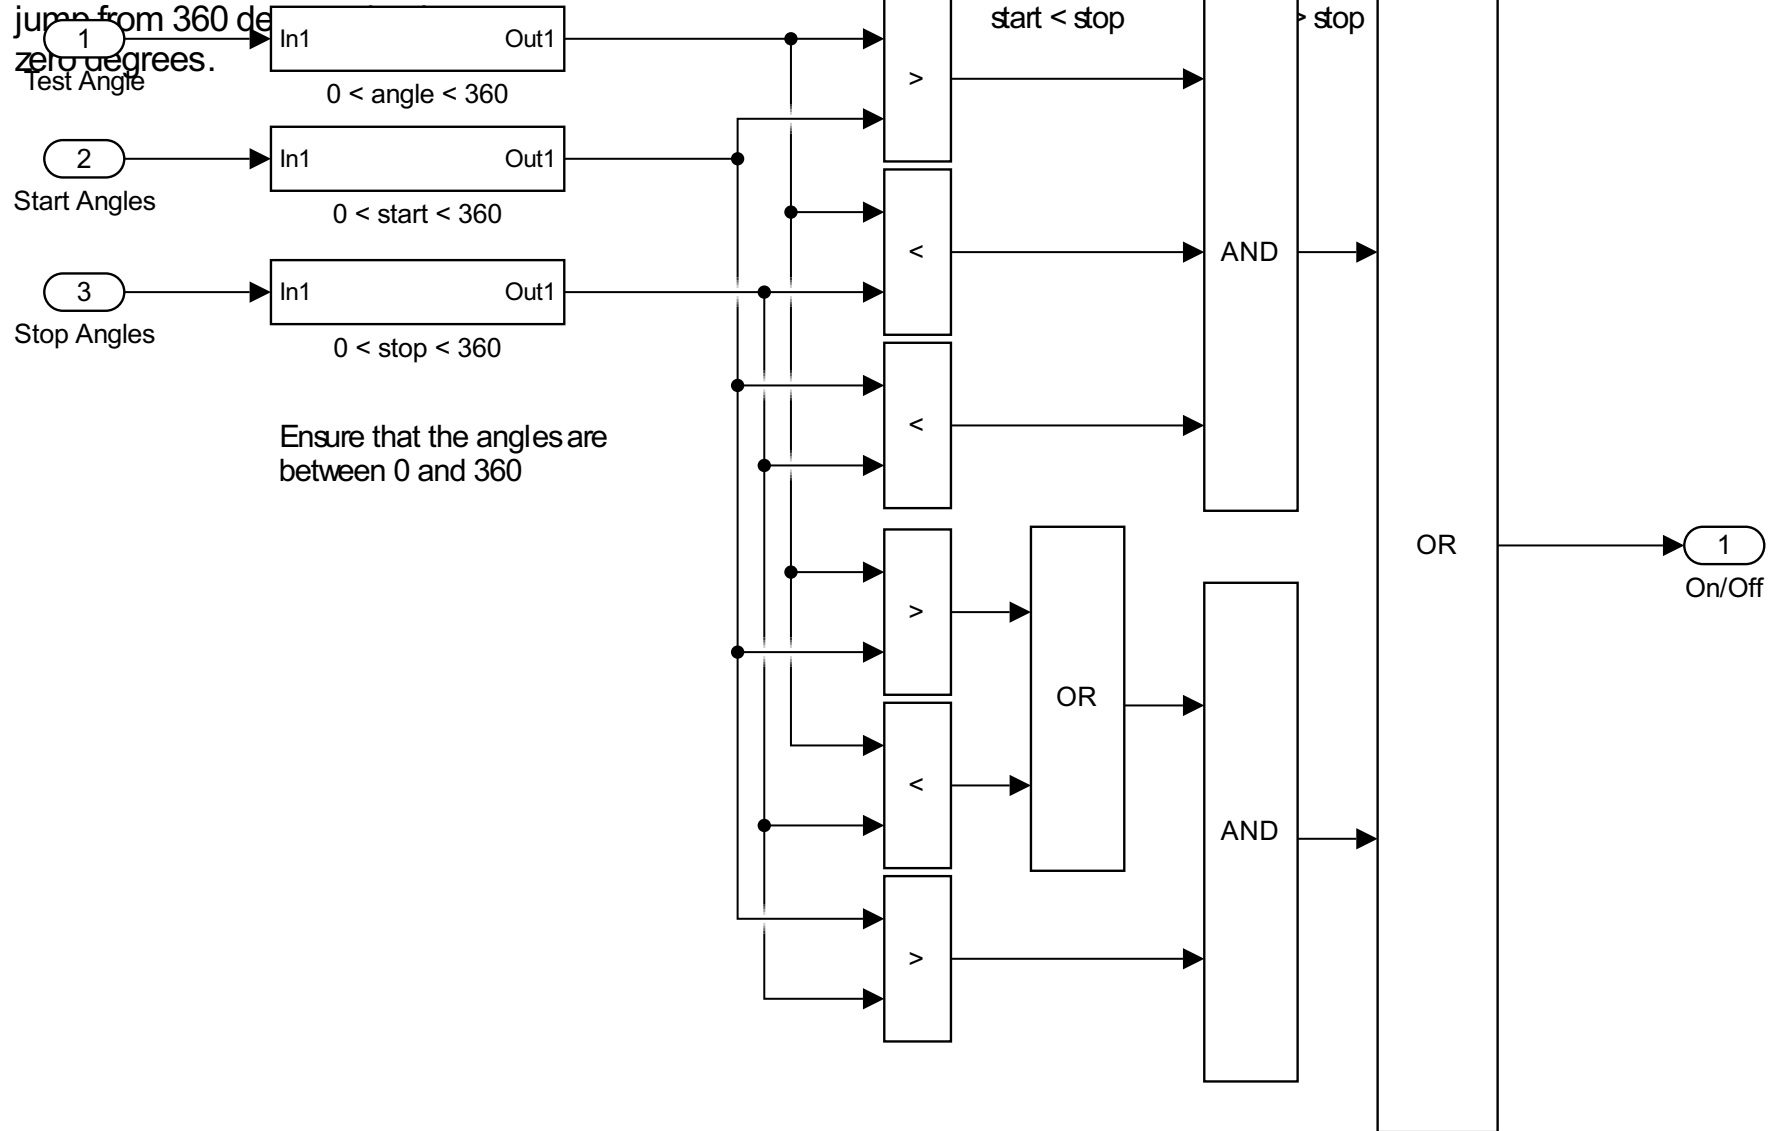 jump from 360 de
zero degrees.
start < stop
> stop
1
Test Angle
In1
Out1
0 < angle < 360
>
2
Start Angles
In1
Out1
0 < start < 360
<
AND
3
Stop Angles
In1
Out1
0 < stop < 360
<
Ensure that the angles are
between 0 and 360
OR
1
On/Off
>
OR
<
AND
>